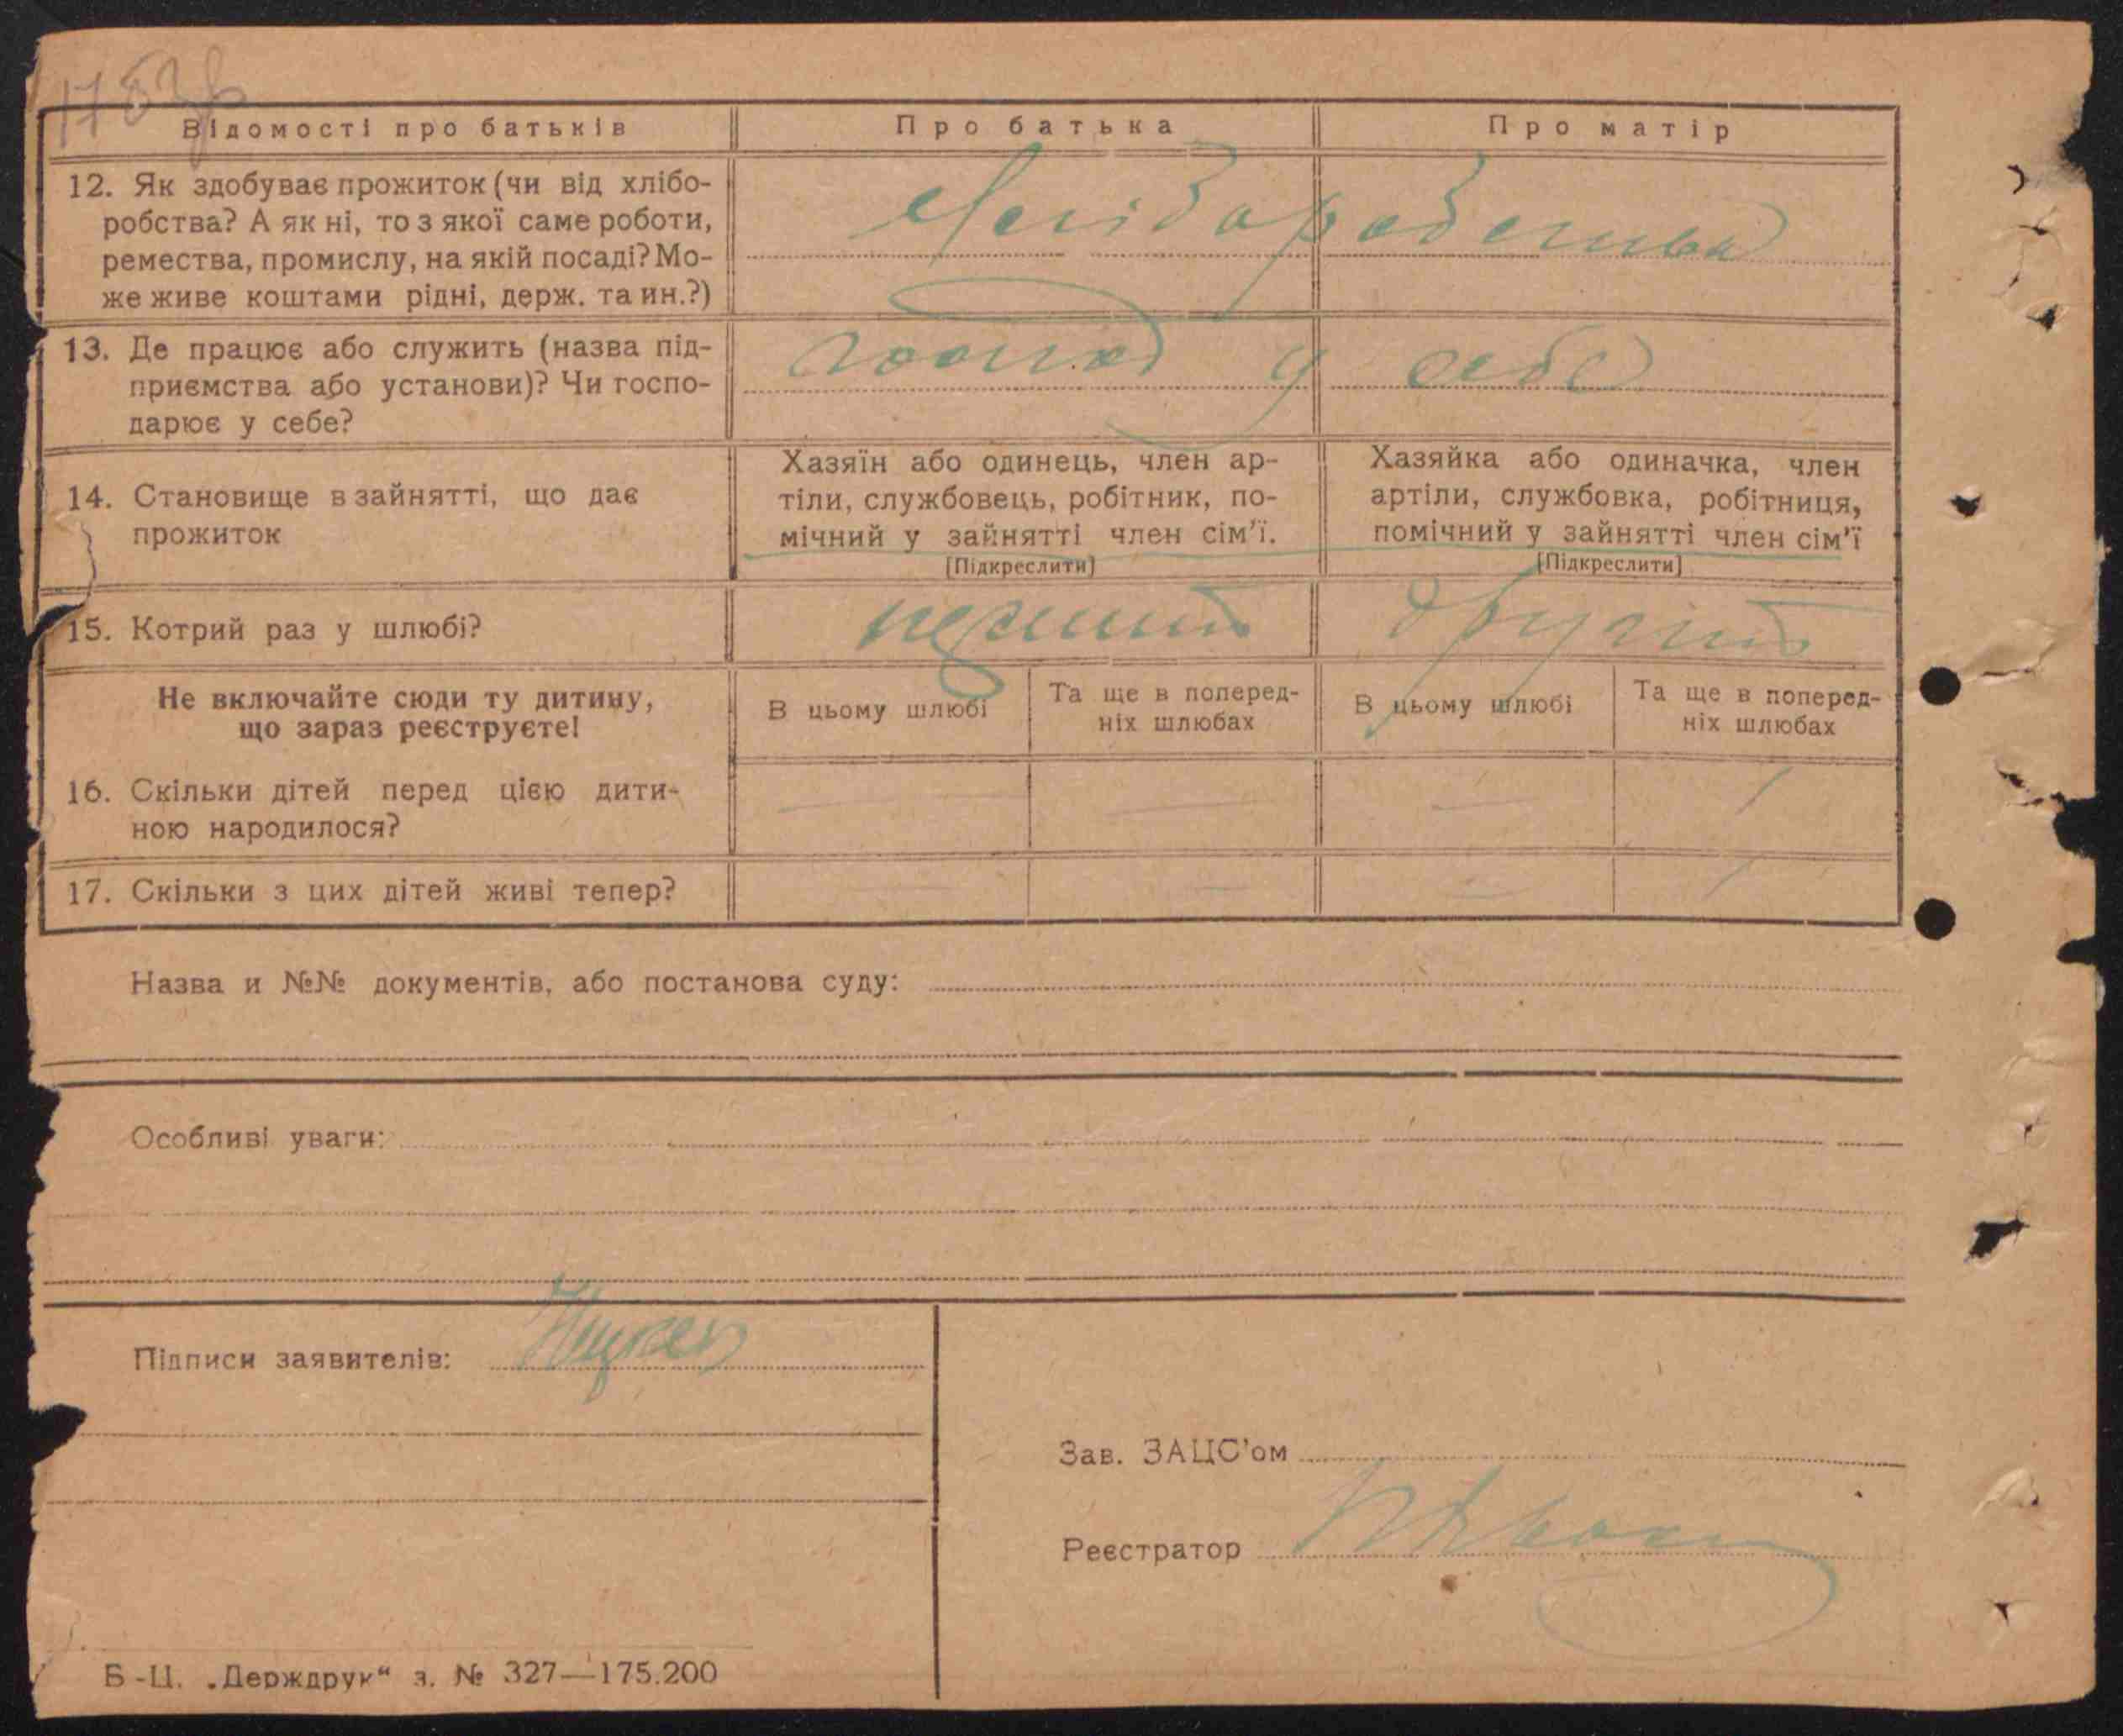 Відомості про батьків
Про батька
Про матір
12. Як здобуває прожиток (чи від хлібо-
робства? А як ні, то з якої саме роботи,
ремества, промислу, на якій посаді? Мо-
же живе коштами рідні, держ. та ин.?)
хлібаробства
13. Де працює або служить (назва під-
приємства або установи)? Чи госпо-
дарює у себе?
у себе
14. Становище в зайнятті, що дає
прожиток
Хазяїн або одинець, член ар-
тіли, службовець, робітник, по-
мічний у зайнятті член сім'ї.
[Підкреслити]
Хазяйка або одиначка, член
артіли, службовка, робітниця,
помічний у зайнятті член сім'ї
[Підкреслити]
15. Котрий раз у шлюбі?
перший
другий
Не включайте сюди ту дитину,
що зараз реєструєте!
В цьому шлюбі
Та ще в поперед-
ніх шлюбах
В цьому шлюбі
Та ще в поперед-
ніх шлюбах
16. Скільки дітей перед цією дити-
ною народилося?
— — — 1
17. Скільки з цих дітей живі тепер?
— — 1
Назва и №№ документів, або постанова суду:
Особливі уваги:
Підписи заявителів:
Зав. ЗАЦС'ом
Реєстратор
Б-Ц. „Держдрук“ з. № 327—175.200